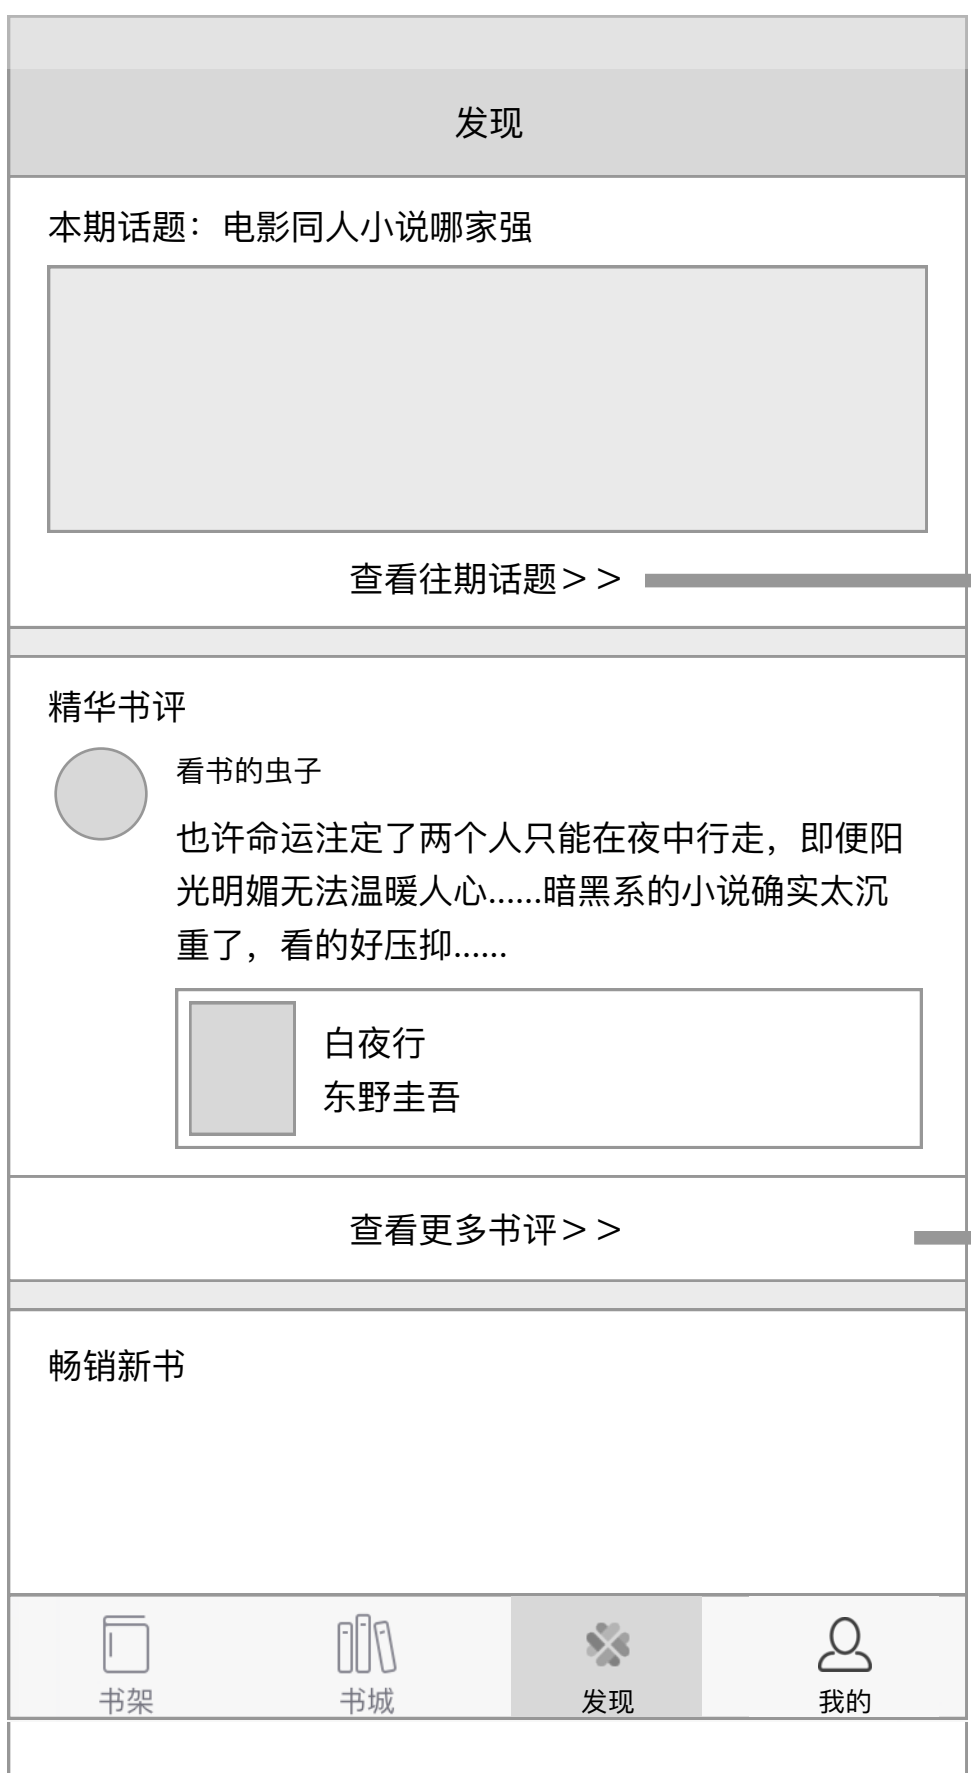 发现
本期话题：电影同人小说哪家强
查看往期话题>>
精华书评
看书的虫子
也许命运注定了两个人只能在夜中行走，即便阳
光明媚无法温暖人心......暗黑系的小说确实太沉
重了，看的好压抑......
白夜行
东野圭吾
查看更多书评>>
畅销新书
书架
书城
发现
我的